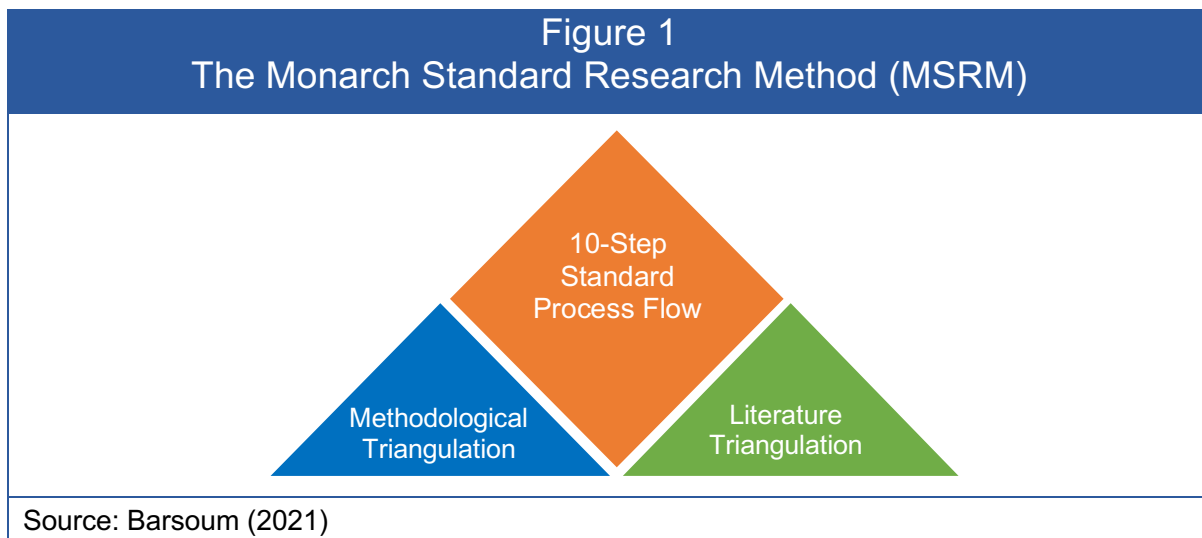 Figure 1
The Monarch Standard Research Method (MSRM)
10-Step
Standard
Process Flow
Methodological
Triangulation
Literature
Triangulation
Source: Barsoum (2021)